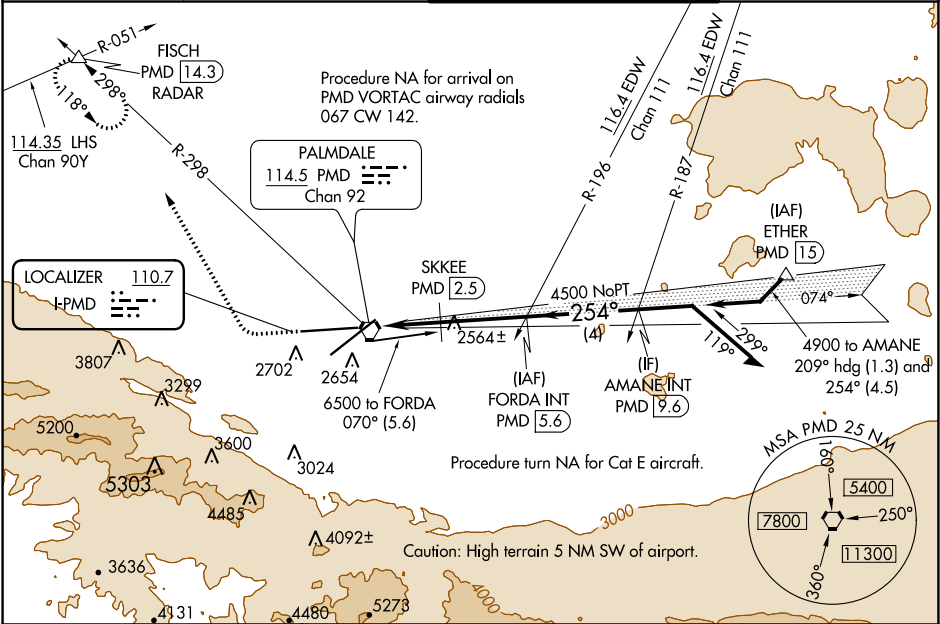 R-051
FISCH
PMD 14.3
RADAR
298°
118°
114.35 LHS
Chan 90Y
R-298
Procedure NA for arrival on
PMD VORTAC airway radials
067 CW 142.
PALMDALE
114.5 PMD
Chan 92
116.4 EDW
Chan 111
R-196
116.4 EDW
Chan 111
R-187
(IAF)
ETHER
PMD 15
LOCALIZER 110.7
I-PMD
SKKEE
PMD 2.5
4500 NoPT
254°
(4)
074°
299°
119°
4900 to AMANE
209° hdg (1.3) and
254° (4.5)
2564±
2702
2654
6500 to FORDA
070° (5.6)
(IAF)
FORDA INT
PMD 5.6
(IF)
AMANE INT
PMD 9.6
3807
3299
5200
3600
5303
3024
4485
4092±
3636
4131
4480
5273
3000
4000
Procedure turn NA for Cat E aircraft.
Caution: High terrain 5 NM SW of airport.
MSA PMD 25 NM
160°
5400
250°
7800
11300
360°